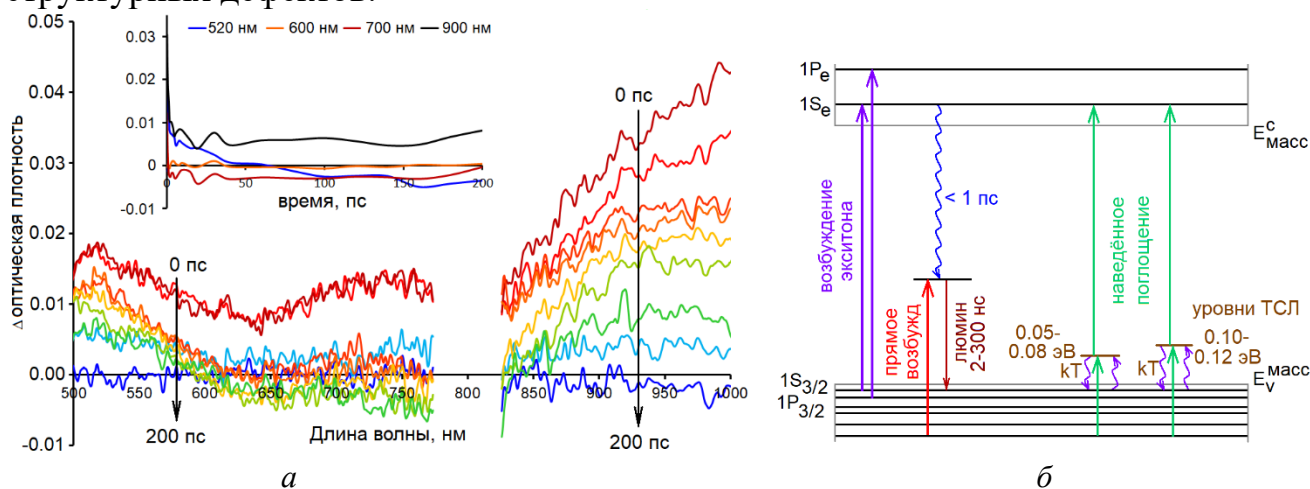 структурных дефектов.
0.05
0.04
0.03
0.02
0.01
0.00
-0.01
Δоптическая плотность
0.03
0.02
0.01
0
-0.01
520 нм
600 нм
700 нм
900 нм
0
50
100
150
200
время, пс
0 пс
200 пс
0 пс
200 пс
500
550
600
650
700
750
800
850
900
950
1000
Длина волны, нм
а
1Pe
1Se
E c масс
возбуждение экситона
< 1 пс
прямое возбужд
люмин 2-300 нс
наведённое поглощение
уровни ТСЛ
0.05-
0.08 эВ
0.10-
0.12 эВ
kT
kT
1S3/2
1P3/2
E масс v
б